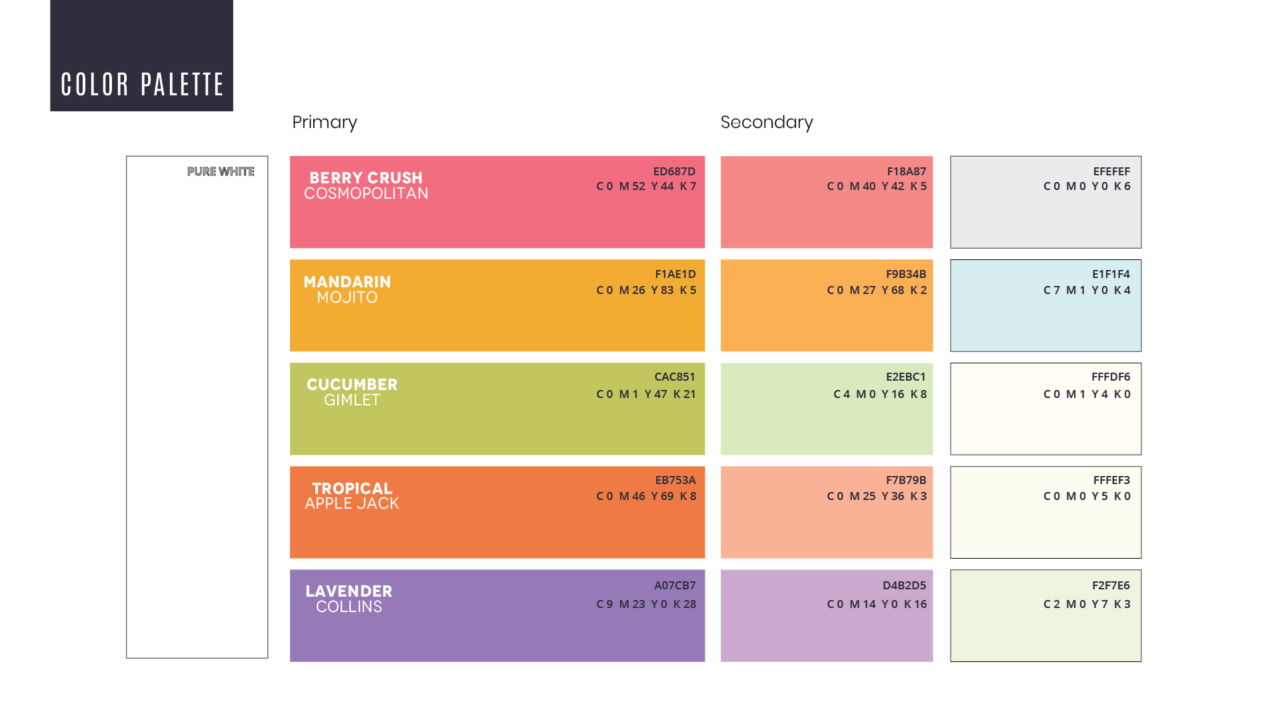 COLOR PALETTE
Primary
Secondary
PURE WHITE
BERRY CRUSH
COSMOPOLITAN
ED687D
C 0 M 52 Y 44 K 7
F18A87
C 0 M 40 Y 42 K 5
EFEFEF
C 0 M 0 Y 0 K 6
MANDARIN
MOJITO
F1AE1D
C 0 M 26 Y 83 K 5
F9B34B
C 0 M 27 Y 68 K 2
E1F1F4
C 7 M 1 Y 0 K 4
CUCUMBER
GIMLET
CAC851
C 0 M 1 Y 47 K 21
E2EBC1
C 4 M 0 Y 16 K 8
FFFDF6
C 0 M 1 Y 4 K 0
TROPICAL
APPLE JACK
EB753A
C 0 M 46 Y 69 K 8
F7B79B
C 0 M 25 Y 36 K 3
FFFEF3
C 0 M 0 Y 5 K 0
LAVENDER
COLLINS
A07CB7
C 9 M 23 Y 0 K 28
D4B2D5
C 0 M 14 Y 0 K 16
F2F7E6
C 2 M 0 Y 7 K 3